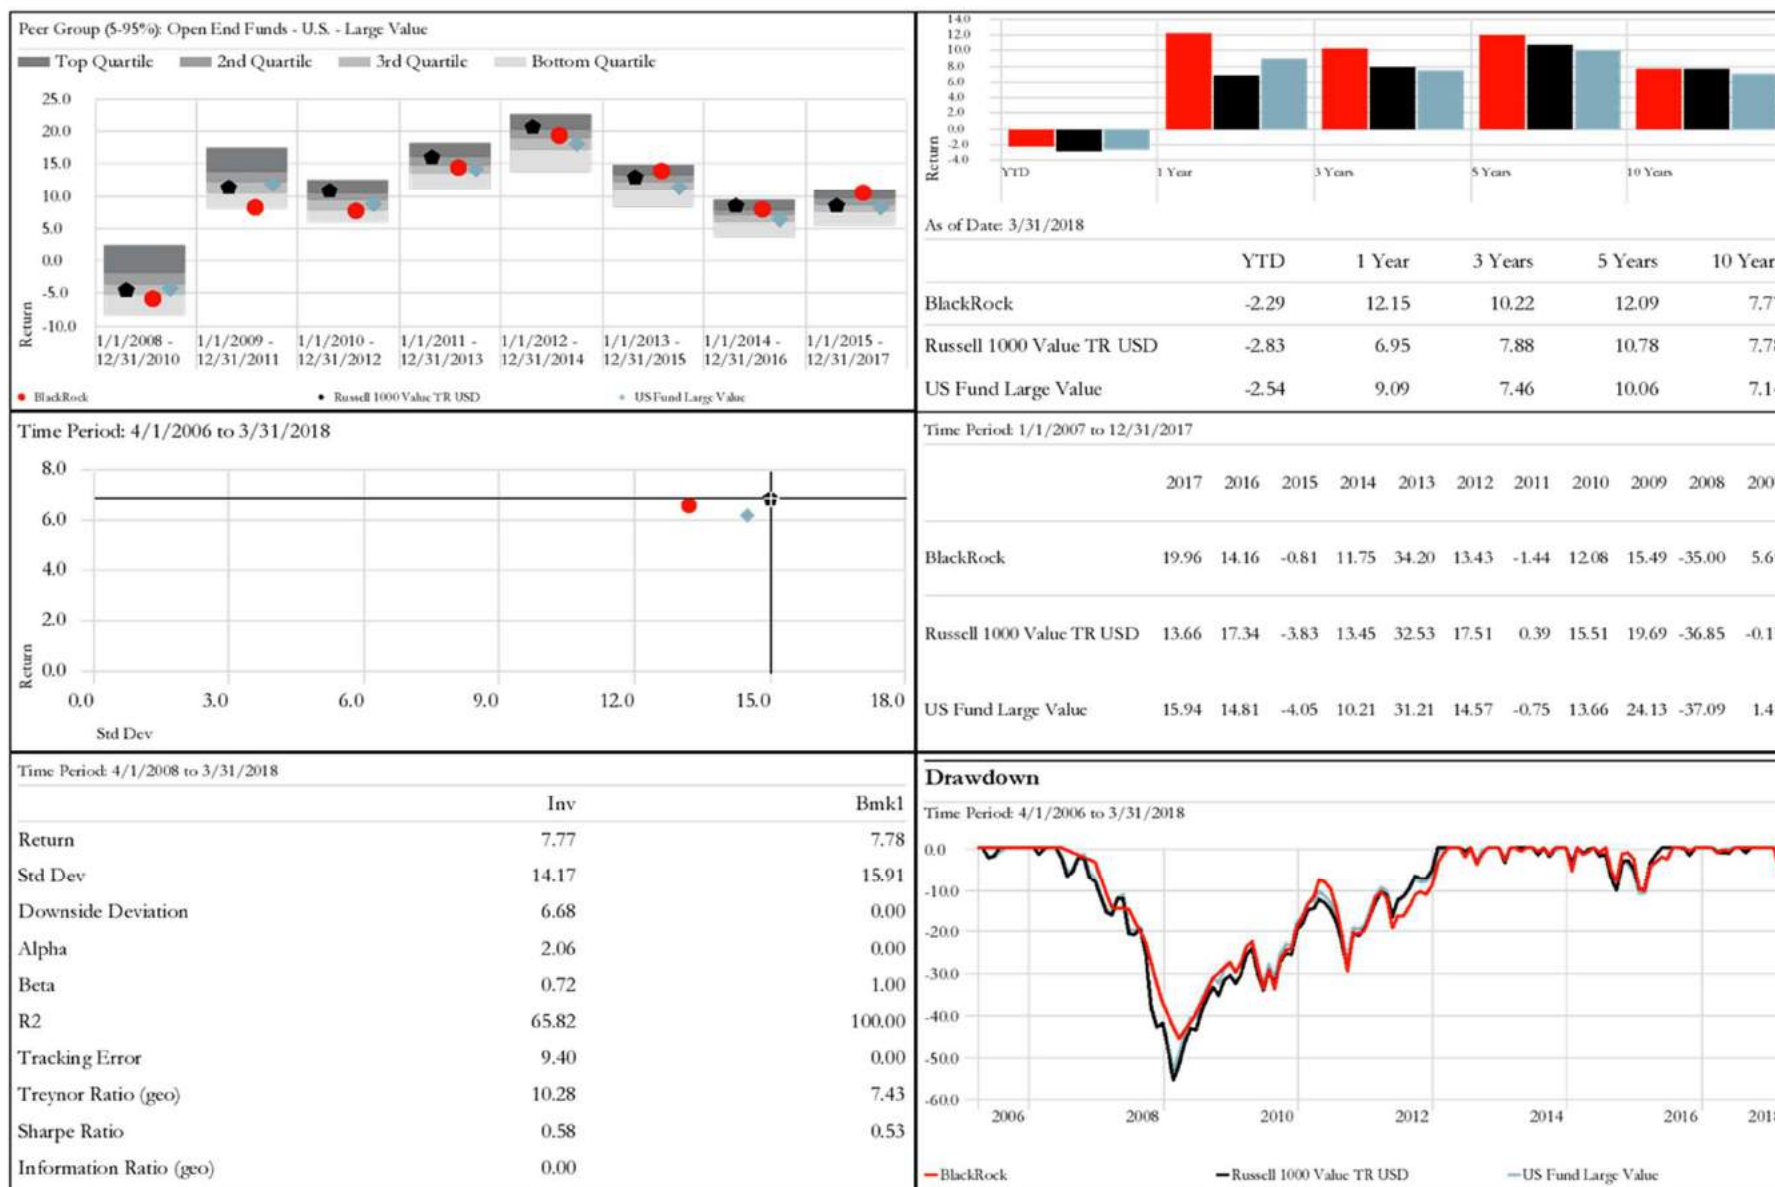 Peer Group (5-95%): Open End Funds - U.S. - Large Value
Top Quartile 2nd Quartile 3rd Quartile Bottom Quartile
25.0
20.0
15.0
10.0
5.0
0.0
-5.0
-10.0
Return
1/1/2008 - 12/31/2010
1/1/2009 - 12/31/2011
1/1/2010 - 12/31/2012
1/1/2011 - 12/31/2013
1/1/2012 - 12/31/2014
1/1/2013 - 12/31/2015
1/1/2014 - 12/31/2016
1/1/2015 - 12/31/2017
BlackRock Russell 1000 Value TR USD US Fund Large Value
14.0
12.0
10.0
8.0
6.0
4.0
2.0
0.0
-2.0
-4.0
Return
YTD 1 Year 3 Years 5 Years 10 Years
As of Date: 3/31/2018
YTD 1 Year 3 Years 5 Years 10 Year
BlackRock -2.29 12.15 10.22 12.09 7.7
Russell 1000 Value TR USD -2.83 6.95 7.88 10.78 7.78
US Fund Large Value -2.54 9.09 7.46 10.06 7.1
Time Period: 4/1/2006 to 3/31/2018
8.0
6.0
4.0
2.0
0.0
Return
0.0 3.0 6.0 9.0 12.0 15.0 18.0
Std Dev
Time Period: 1/1/2007 to 12/31/2017
2017 2016 2015 2014 2013 2012 2011 2010 2009 2008 200
BlackRock 19.96 14.16 -0.81 11.75 34.20 13.43 -1.44 12.08 15.49 -35.00 5.6
Russell 1000 Value TR USD 13.66 17.34 -3.83 13.45 32.53 17.51 0.39 15.51 19.69 -36.85 -0.1
US Fund Large Value 15.94 14.81 -4.05 10.21 31.21 14.57 -0.75 13.66 24.13 -37.09 1.4
Time Period: 4/1/2008 to 3/31/2018
Inv Bmk1
Return 7.77 7.78
Std Dev 14.17 15.91
Downside Deviation 6.68 0.00
Alpha 2.06 0.00
Beta 0.72 1.00
R2 65.82 100.00
Tracking Error 9.40 0.00
Treynor Ratio (geo) 10.28 7.43
Sharpe Ratio 0.58 0.53
Information Ratio (geo) 0.00
Drawdown
Time Period: 4/1/2006 to 3/31/2018
0.0
-10.0
-20.0
-30.0
-40.0
-50.0
-60.0
2006 2008 2010 2012 2014 2016 2018
BlackRock Russell 1000 Value TR USD US Fund Large Value